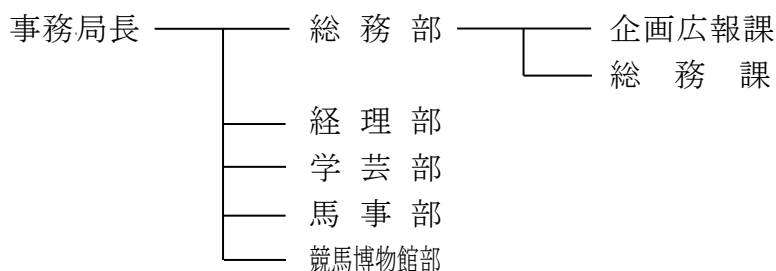 事務局長 総務部 企画広報課
総務課
経理部
学芸部
馬事部
競馬博物館部